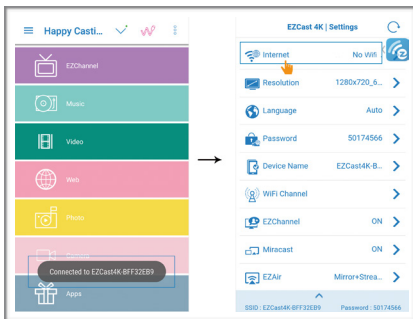 Happy Casti...
EZChannel
Music
Video
Web
Photo
Connected to EZCast4K-BFF32EB9
Apps
EZCast 4K | Settings
Internet No Wifi
Resolution 1280x720_6...
Language Auto
Password 50174566
Device Name EZCast4K-B...
WiFi Channel
EZChannel ON
Miracast ON
EZAir Mirror+Strea...
SSID : EZCast4K-BFF32EB9 Password : 50174566